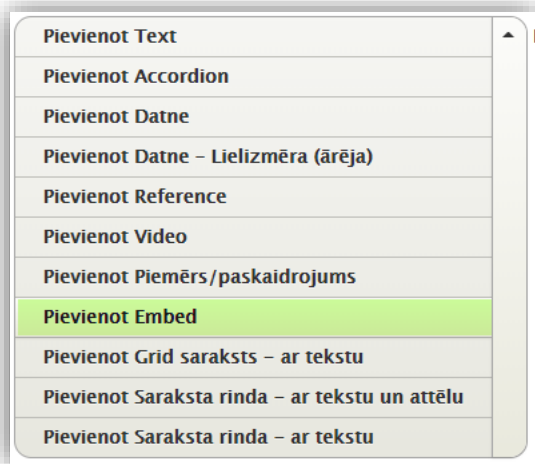 Pievienot Text
Pievienot Accordion
Pievienot Datne
Pievienot Datne – Lielizmēra (ārēja)
Pievienot Reference
Pievienot Video
Pievienot Piemērs/paskaidrojums
Pievienot Embed
Pievienot Grid saraksts – ar tekstu
Pievienot Saraksta rinda – ar tekstu un attēlu
Pievienot Saraksta rinda – ar tekstu